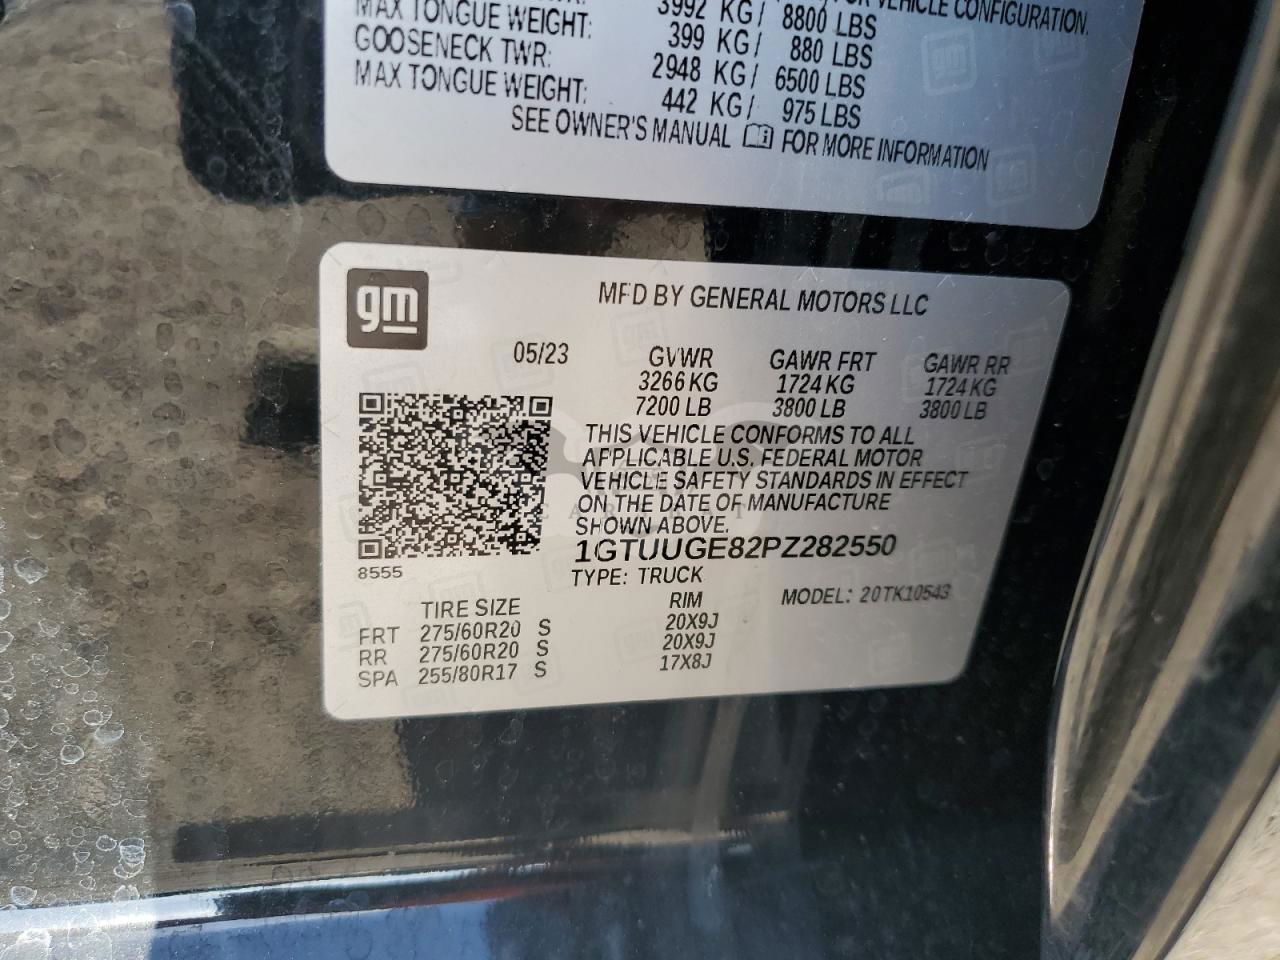 3992 KG/ 8800 LBS VEHICLE CONFIGURATION.
MAX TONGUE WEIGHT: 399 KG/ 880 LBS
GOOSENECK TWR: 2948 KG/ 6500 LBS
MAX TONGUE WEIGHT: 442 KG/ 975 LBS
SEE OWNER'S MANUAL FOR MORE INFORMATION
gm
MFD BY GENERAL MOTORS LLC
05/23 GVWR GAWR FRT GAWR RR
3266 KG 1724 KG 1724 KG
7200 LB 3800 LB 3800 LB
THIS VEHICLE CONFORMS TO ALL
APPLICABLE U.S. FEDERAL MOTOR
VEHICLE SAFETY STANDARDS IN EFFECT
ON THE DATE OF MANUFACTURE
SHOWN ABOVE.
1GTUUGE82PZ282550
8555
TYPE: TRUCK
MODEL: 20TK10543
TIRE SIZE RIM
FRT 275/60R20 S 20X9J
RR 275/60R20 S 20X9J
SPA 255/80R17 S 17X8J